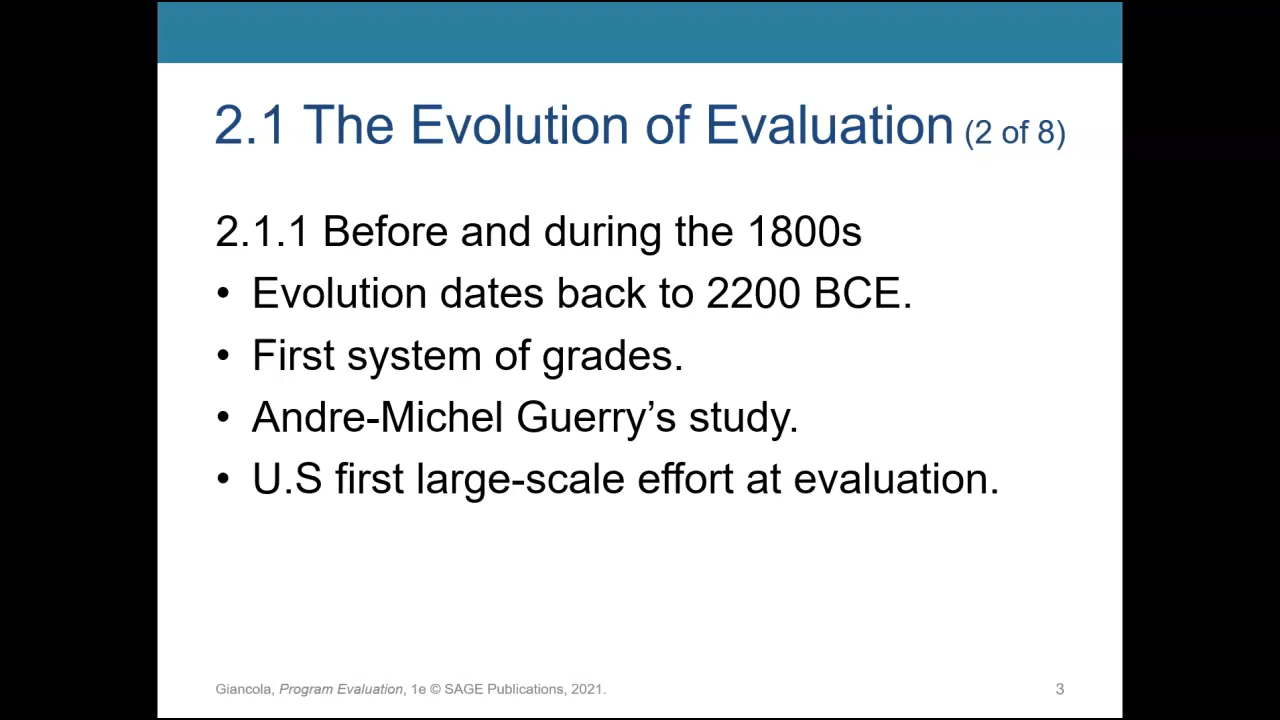 2.1 The Evolution of Evaluation (2 of 8)
2.1.1 Before and during the 1800s
• Evolution dates back to 2200 BCE.
• First system of grades.
• Andre-Michel Guerry’s study.
• U.S first large-scale effort at evaluation.
Giancola, Program Evaluation, 1e © SAGE Publications, 2021.
3